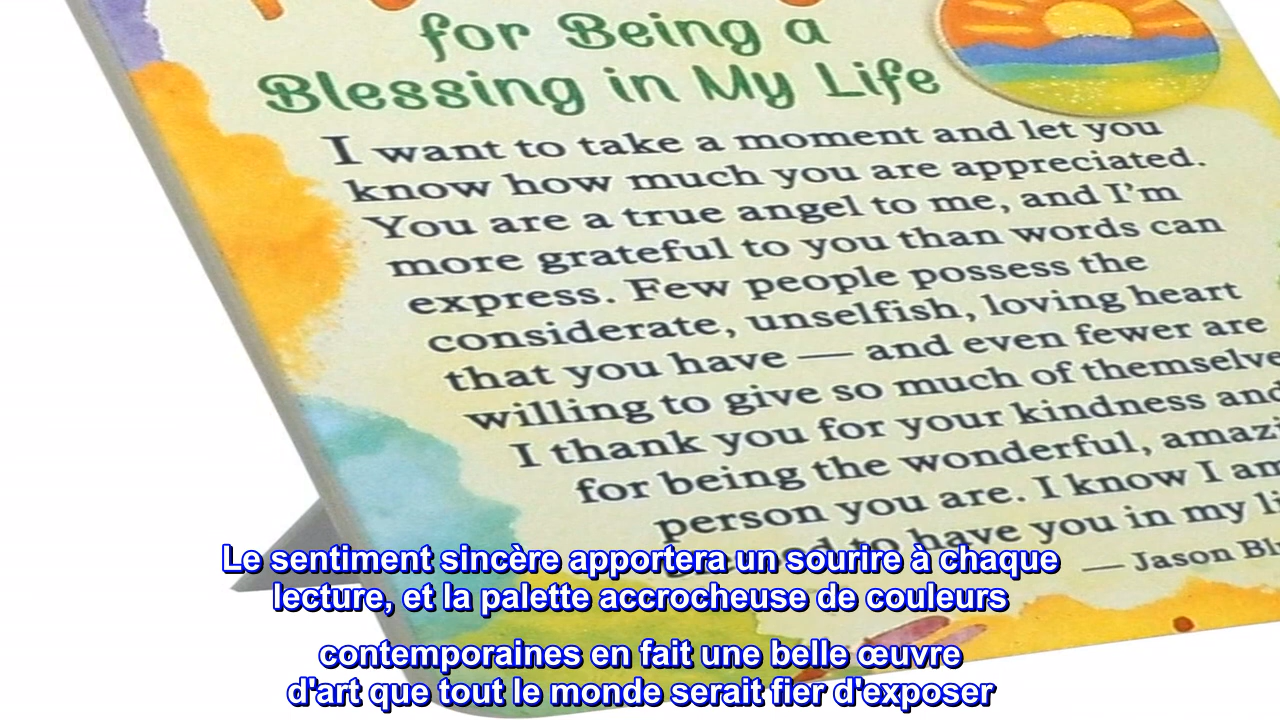 for Being a
Blessing in My Life
I want to take a moment and let you
know how much you are appreciated.
You are a true angel to me, and I'm
more grateful to you than words can
express. Few people possess the
considerate, unselfish, loving heart
that you have — and even fewer are
willing to give so much of themselve
I thank you for your kindness and
for being the wonderful, amazi
person you are. I know I am
to have you in my li
— Jason Bl
Le sentiment sincère apportera un sourire à chaque
lecture, et la palette accrocheuse de couleurs
contemporaines en fait une belle œuvre
d'art que tout le monde serait fier d'exposer